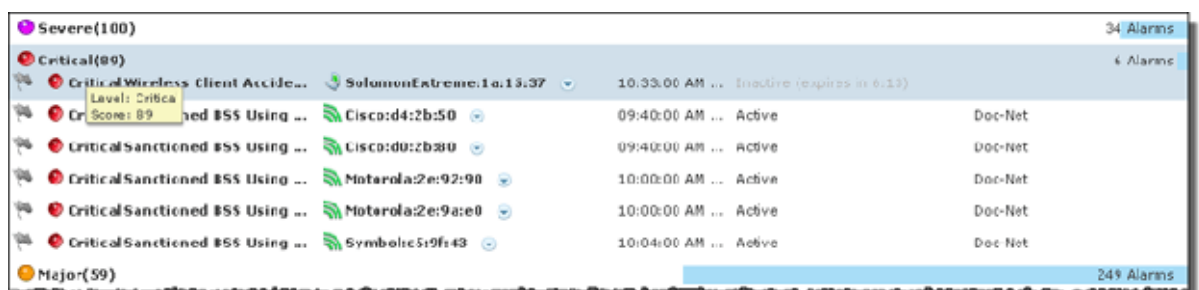 Severe(100) 34 Alarms
Critical(89) 6 Alarms
Critical Wireless Client Accide... SolomonExtreme:1a:15:37 10:33:00 AM ... Inactive (expires in 6.13)
Level: Critica
Score: 89
Cr ned BSS Using ... Cisco:d4:2b:50 09:40:00 AM ... Active Doc-Net
Critical Sanctioned BSS Using ... Cisco:d0:2b:80 09:40:00 AM ... Active Doc-Net
Critical Sanctioned BSS Using ... Motorola:2e:92:90 10:00:00 AM ... Active Doc-Net
Critical Sanctioned BSS Using ... Motorola:2e:9a:e0 10:00:00 AM ... Active Doc-Net
Critical Sanctioned BSS Using ... Symbol:c5:9f:43 10:04:00 AM ... Active Doc-Net
Major(59) 249 Alarms